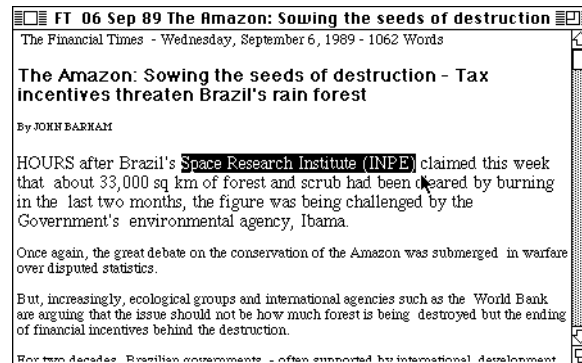 FT 06 Sep 89 The Amazon: Sowing the seeds of destruction
The Financial Times - Wednesday, September 6, 1989 - 1062 Words
The Amazon: Sowing the seeds of destruction - Tax
incentives threaten Brazil's rain forest
By JOHN BARHAM
HOURS after Brazil's Space Research Institute (INPE) claimed this week
that about 33,000 sq km of forest and scrub had been cleared by burning
in the last two months, the figure was being challenged by the
Government's environmental agency, Ibama.
Once again, the great debate on the conservation of the Amazon was submerged in warfare
over disputed statistics.
But, increasingly, ecological groups and international agencies such as the World Bank
are arguing that the issue should not be how much forest is being destroyed but the ending
of financial incentives behind the destruction.
For two decades, Brazilian governments - often supported by international development